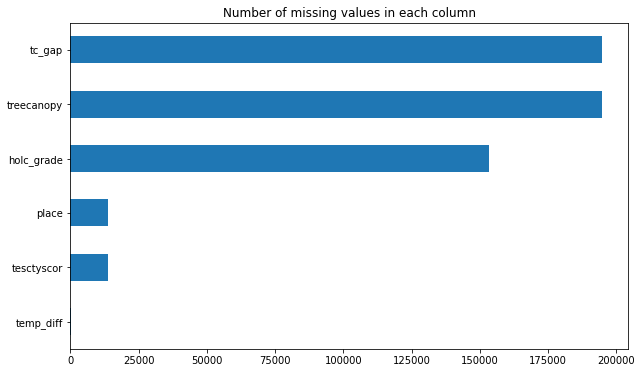 Number of missing values in each column
tc_gap
treecanopy
holc_grade
place
tesctyscor
temp_diff
0 25000 50000 75000 100000 125000 150000 175000 200000